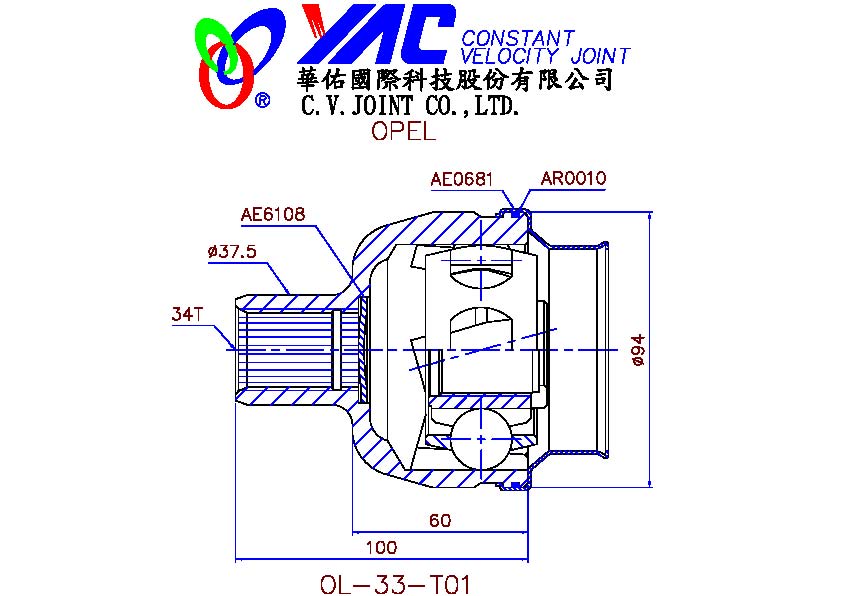 YAC CONSTANT
VELOCITY JOINT
華佑國際科技股份有限公司
®
C.V.JOINT CO.,LTD.
OPEL
AE0681
AR0010
AE6108
ø37.5
34T
ø94
60
100
OL-33-T01